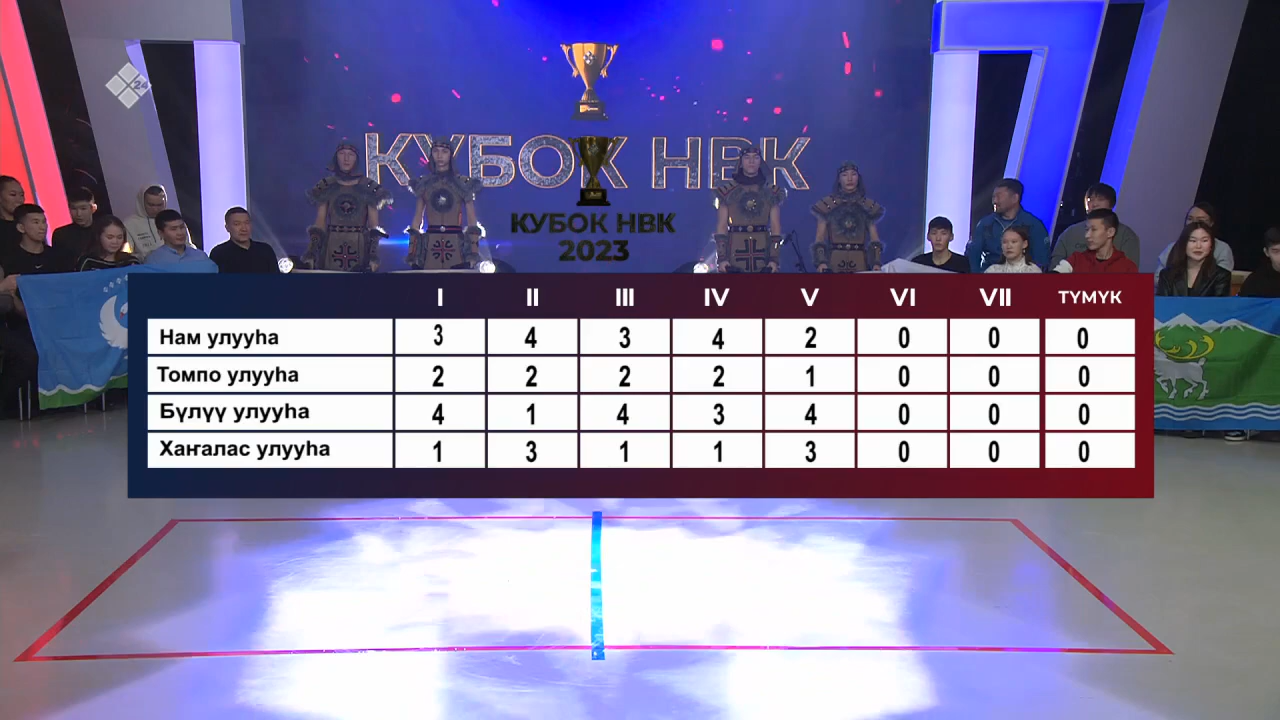 24
КУБОК НВК
КУБОК НВК
2023
I II III IV V VI VII ТҮМҮК
Нам улууһа 3 4 3 4 2 0 0 0
Томпо улууһа 2 2 2 2 1 0 0 0
Бүлүү улууһа 4 1 4 3 4 0 0 0
Хаҥалас улууһа 1 3 1 1 3 0 0 0